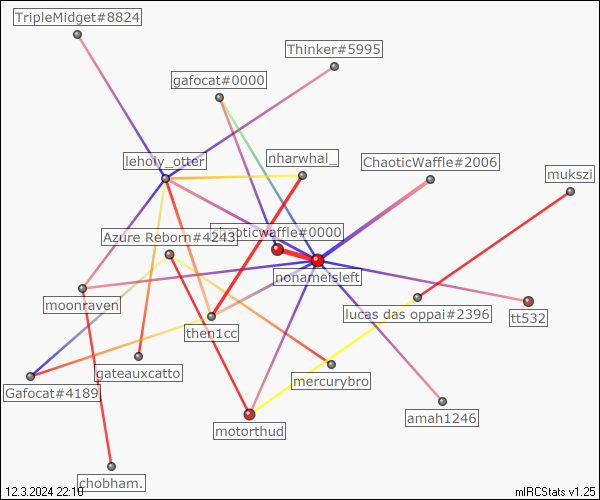 TripleMidget#8824
Thinker#5995
gafocat#0000
leholy_otter
nharwhal_
ChaoticWaffle#2006
mukszi
chaoticwaffle#0000
Azure Reborn#4243
nonameisleft
moonraven
then1cc
lucas das oppai#2396
tt532
gateauxcatto
mercurybro
Gafocat#4189
amah1246
motorthud
chobham.
12.3.2024 22:10
mIRCStats v1.25